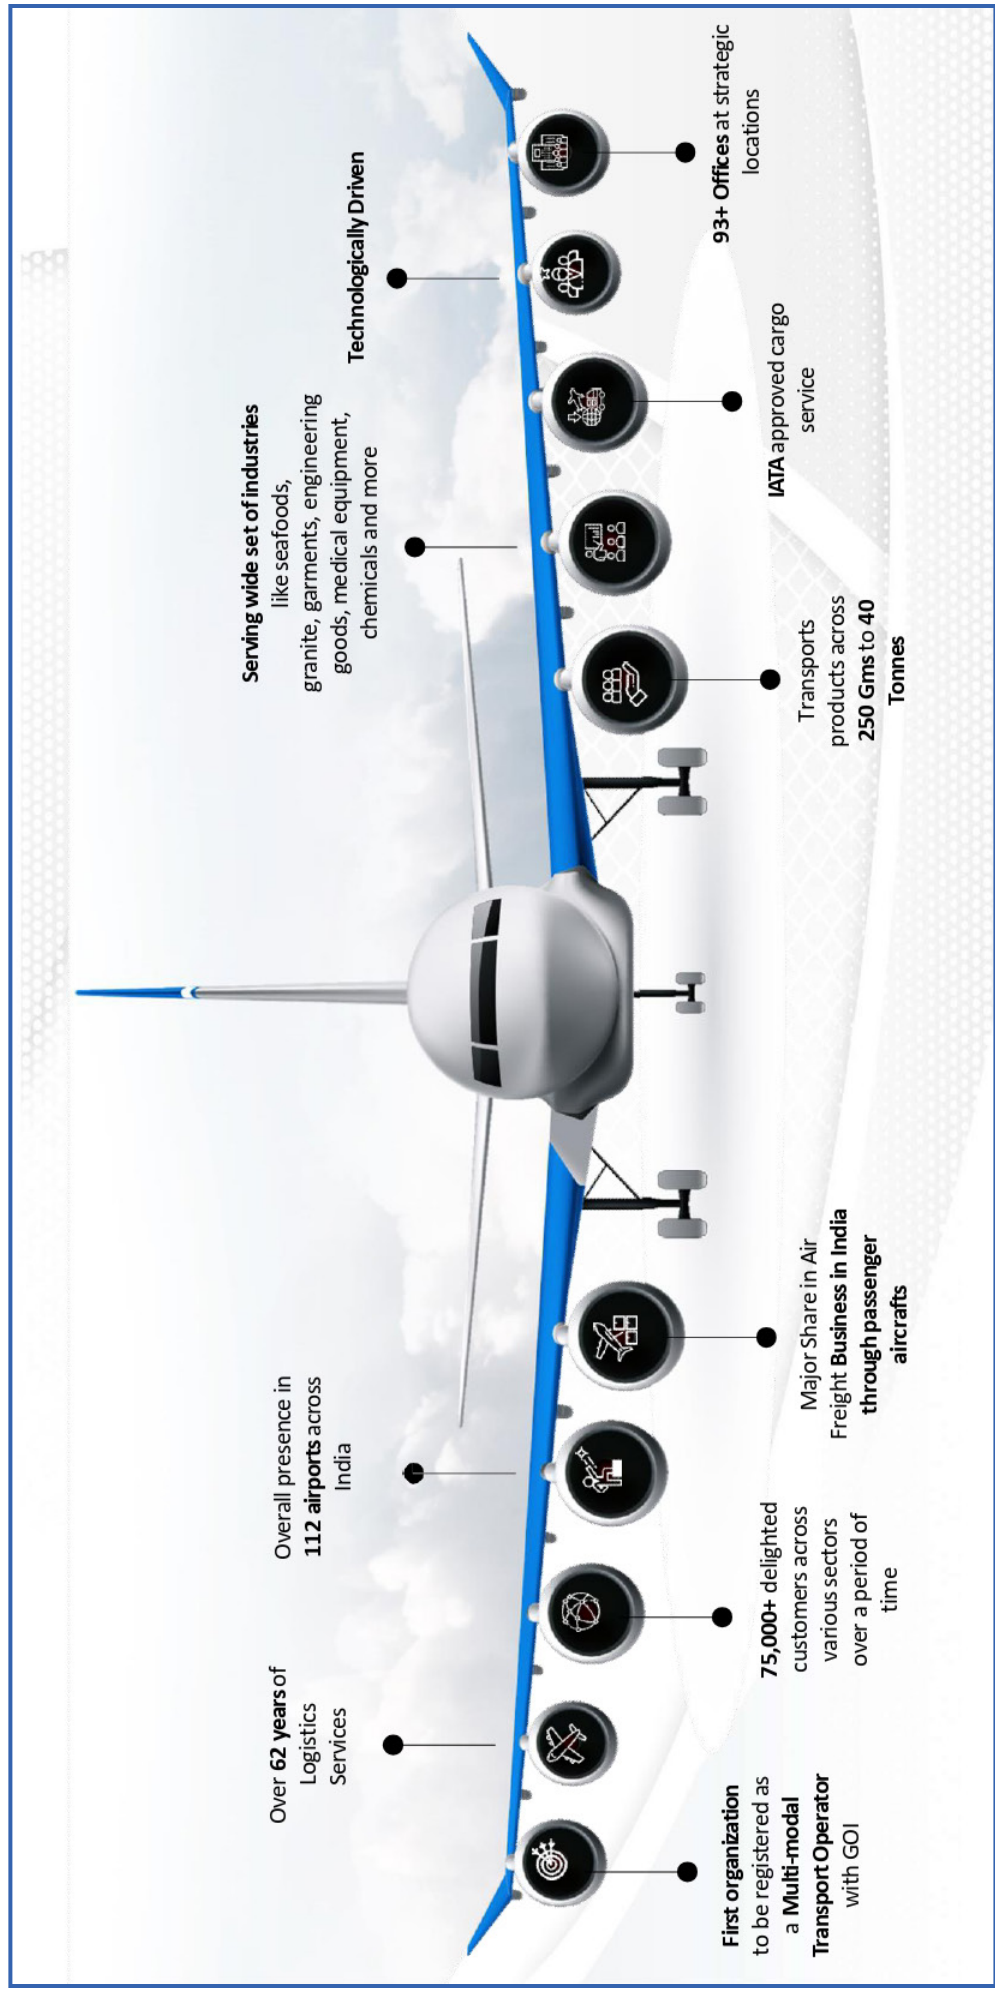 First organization
to be registered as
a Multi-modal
Transport Operator
with GOI
Over 62 years of
Logistics
Services
75,000+ delighted
customers across
various sectors
over a period of
time
Overall presence in
112 airports across
India
Major Share in Air
Freight Business in India
through passenger
aircrafts
Transports
products across
250 Gms to 40
Tonnes
Serving wide set of industries
like seafoods,
granite, garments, engineering
goods, medical equipment,
chemicals and more
IATA approved cargo
service
Technologically Driven
93+ Offices at strategic
locations